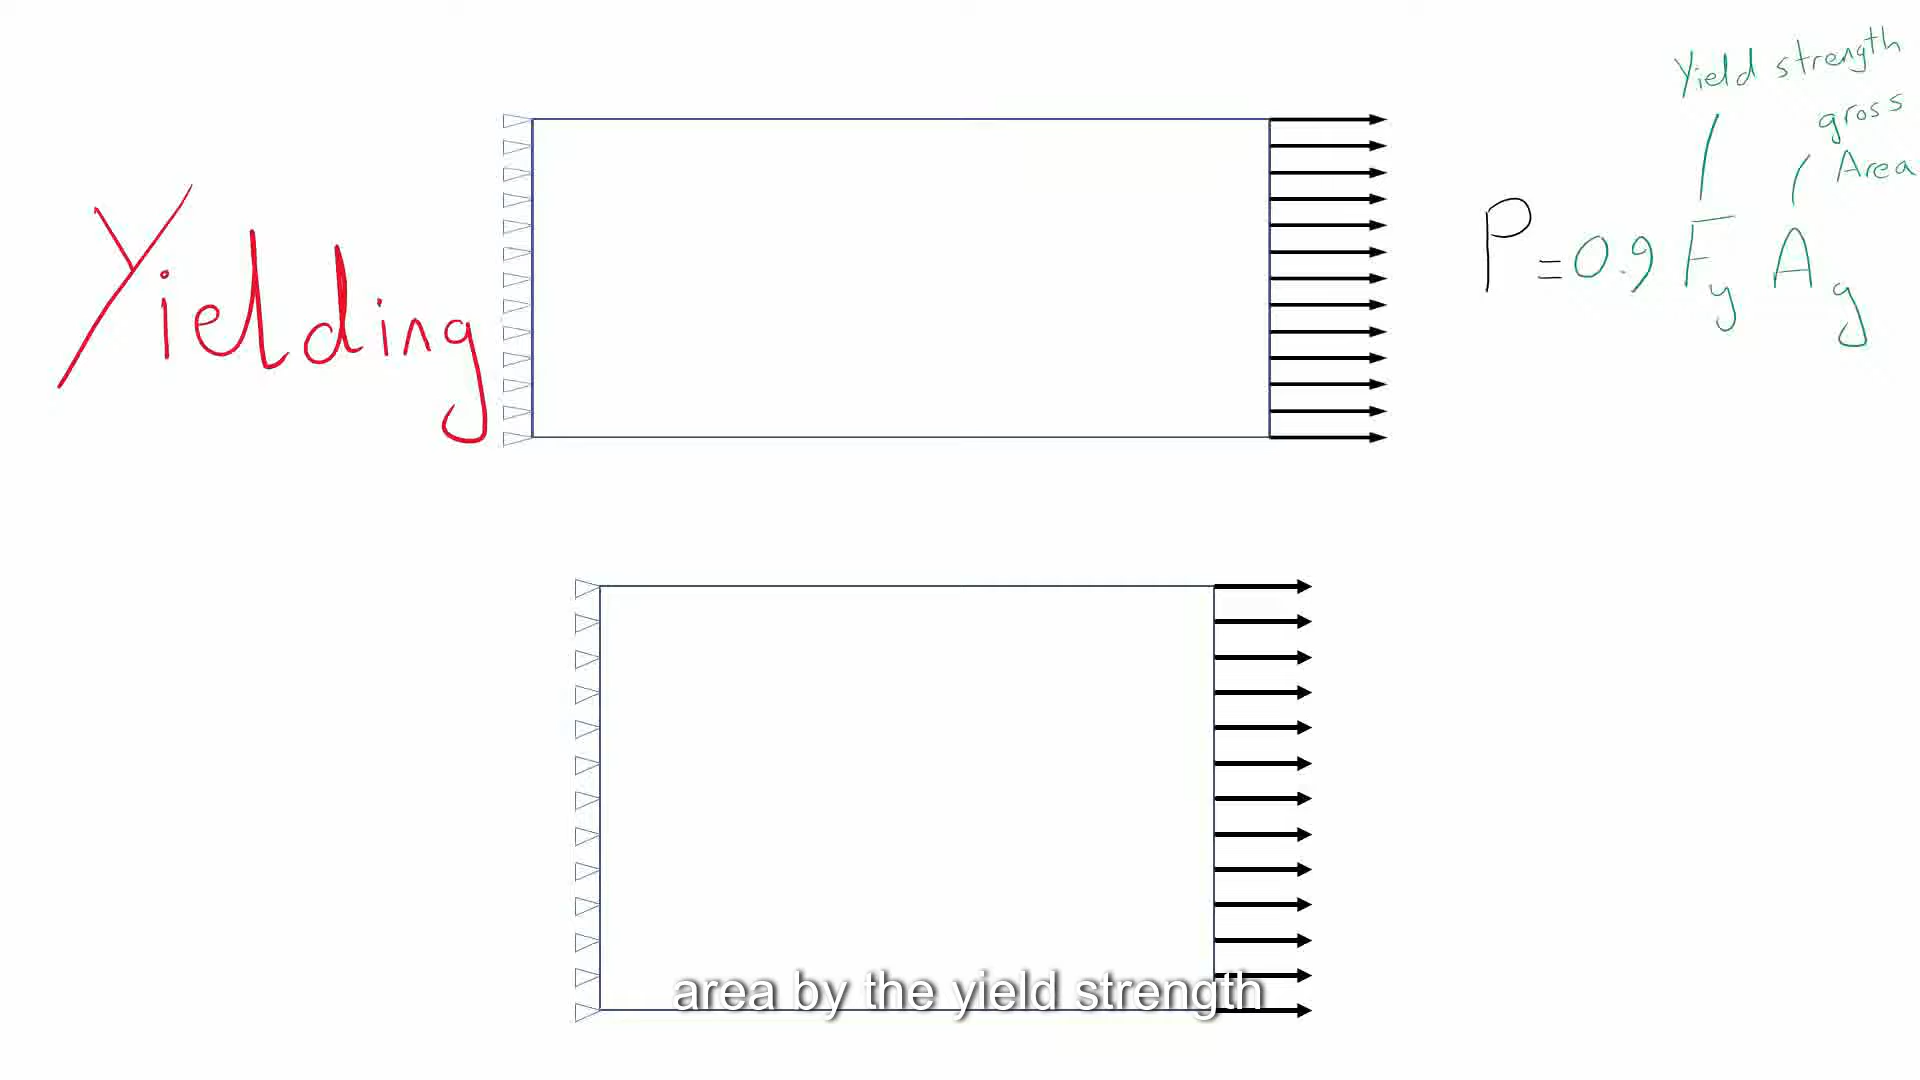 Yielding
Yield strength
gross
Area
P = 0.9 Fy Ag
area by the yield strength